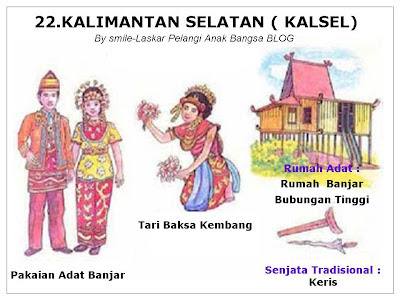 22.KALIMANTAN SELATAN ( KALSEL)
By smile-Laskar Pelangi Anak Bangsa BLOG
Rumah Adat :
Rumah Banjar
Bubungan Tinggi
Tari Baksa Kembang
Pakaian Adat Banjar
Senjata Tradisional :
Keris